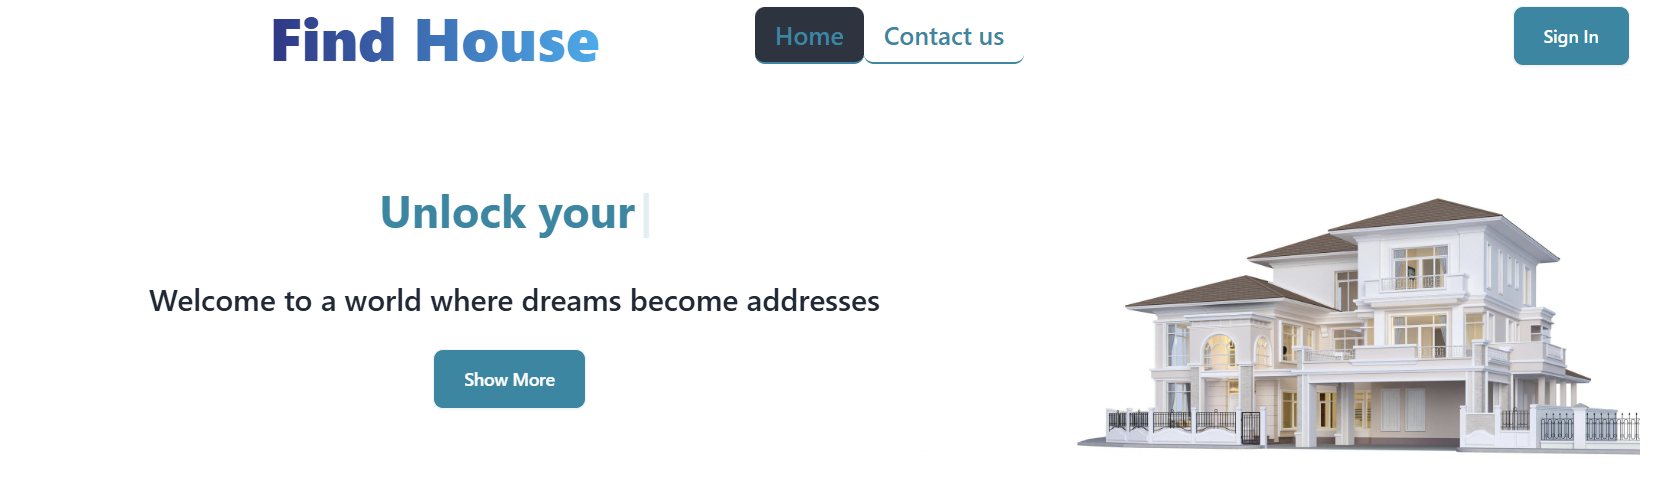 Find House
Home
Contact us
Sign In
Unlock your
Welcome to a world where dreams become addresses
Show More